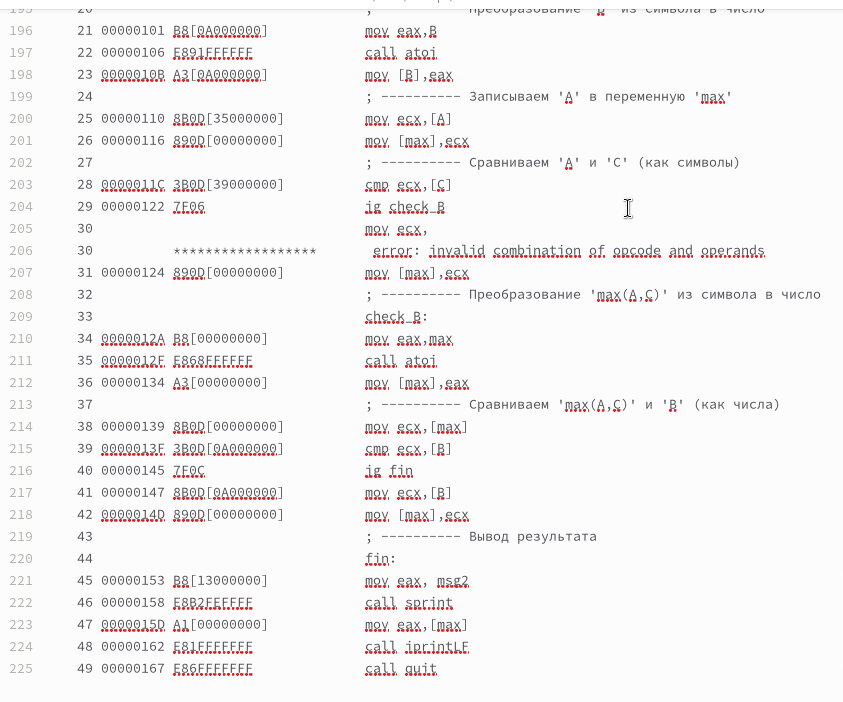 195 20 ; ---------- Преобразование 'B' из символа в число
196 21 00000101 B8[0A000000] mov eax,B
197 22 00000106 E891FFFFFF call atoi
198 23 0000010B A3[0A000000] mov [B],eax
199 24 ; ---------- Записываем 'A' в переменную 'max'
200 25 00000110 8B0D[35000000] mov ecx,[A]
201 26 00000116 890D[00000000] mov [max],ecx
202 27 ; ---------- Сравниваем 'A' и 'C' (как символы)
203 28 0000011C 3B0D[39000000] cmp ecx,[C]
204 29 00000122 7F06 jg check_B
205 30 mov ecx,
206 30 ****************** error: invalid combination of opcode and operands
207 31 00000124 890D[00000000] mov [max],ecx
208 32 ; ---------- Преобразование 'max(A,C)' из символа в число
209 33 check_B:
210 34 0000012A B8[00000000] mov eax,max
211 35 0000012F E868FFFFFF call atoi
212 36 00000134 A3[00000000] mov [max],eax
213 37 ; ---------- Сравниваем 'max(A,C)' и 'B' (как числа)
214 38 00000139 8B0D[00000000] mov ecx,[max]
215 39 0000013F 3B0D[0A000000] cmp ecx,[B]
216 40 00000145 7F0C jg fin
217 41 00000147 8B0D[0A000000] mov ecx,[B]
218 42 0000014D 890D[00000000] mov [max],ecx
219 43 ; ---------- Вывод результата
220 44 fin:
221 45 00000153 B8[13000000] mov eax, msg2
222 46 00000158 E8B2FEFFFF call sprint
223 47 0000015D A1[00000000] mov eax,[max]
224 48 00000162 E81FFFFFFF call iprintLF
225 49 00000167 E86FFFFFFF call quit